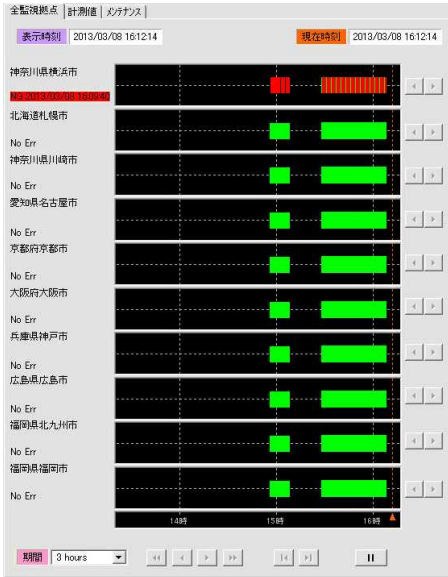 全監視拠点 計測値 メンテナンス
表示時刻 2013/03/08 16:12:14 現在時刻 2013/03/08 16:12:14
神奈川県横浜市
NG 2013/03/08 16:09:40
北海道札幌市
No Err
神奈川県川崎市
No Err
愛知県名古屋市
No Err
京都府京都市
No Err
大阪府大阪市
No Err
兵庫県神戸市
No Err
広島県広島市
No Err
福岡県北九州市
No Err
福岡県福岡市
No Err
14時 15時 16時
期間 3 hours